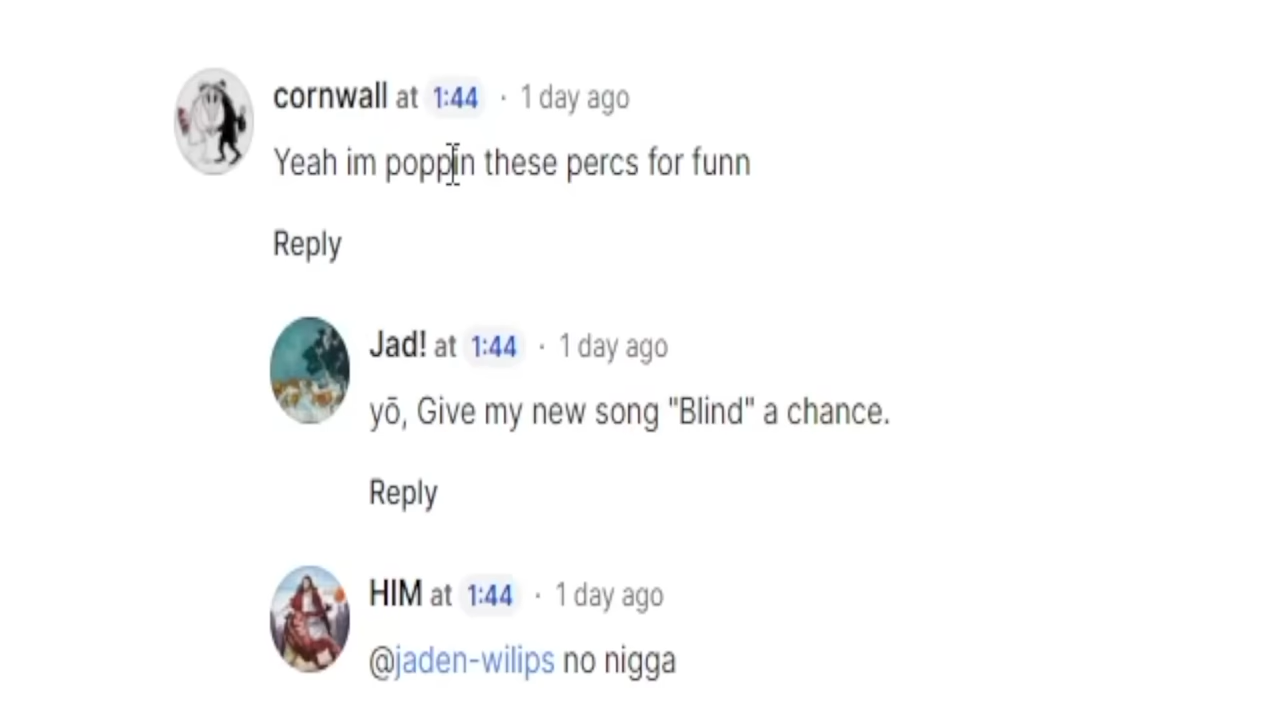 cornwall at 1:44 · 1 day ago
Yeah im poppin these percs for funn
Reply
Jad! at 1:44 · 1 day ago
yō, Give my new song "Blind" a chance.
Reply
HIM at 1:44 · 1 day ago
@jaden-wilips no nigga